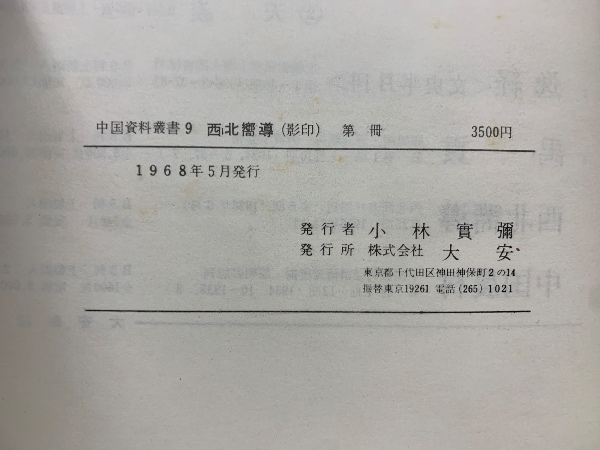 中国資料叢書9 西北嚮導(影印) 第 冊 3500円
1968年5月発行
発行者 小林實彌
発行所 株式会社 大安
東京都千代田区神田神保町2の14
振替東京19261 電話(265)1021